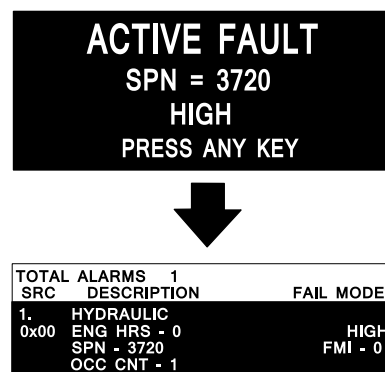 ACTIVE FAULT
SPN = 3720
HIGH
PRESS ANY KEY
TOTAL ALARMS 1
SRC DESCRIPTION FAIL MODE
1. HYDRAULIC
0x00 ENG HRS - 0 HIGH
SPN - 3720 FMI - 0
OCC CNT - 1